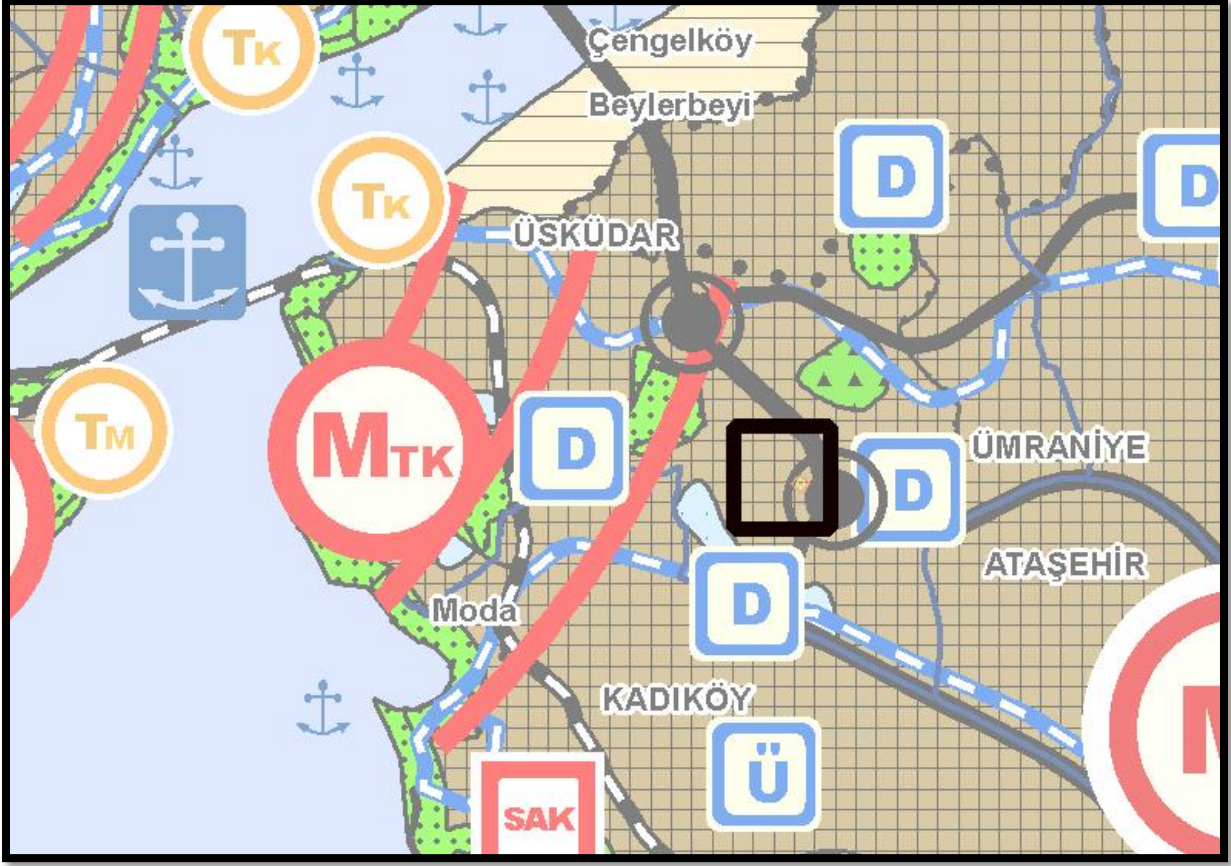 Çengelköy
TK
Beylerbeyi
D
D
TK
ÜSKÜDAR
TM
MTK
D
ÜMRANİYE
D
ATAŞEHİR
D
Moda
KADIKÖY
M
Ü
SAK